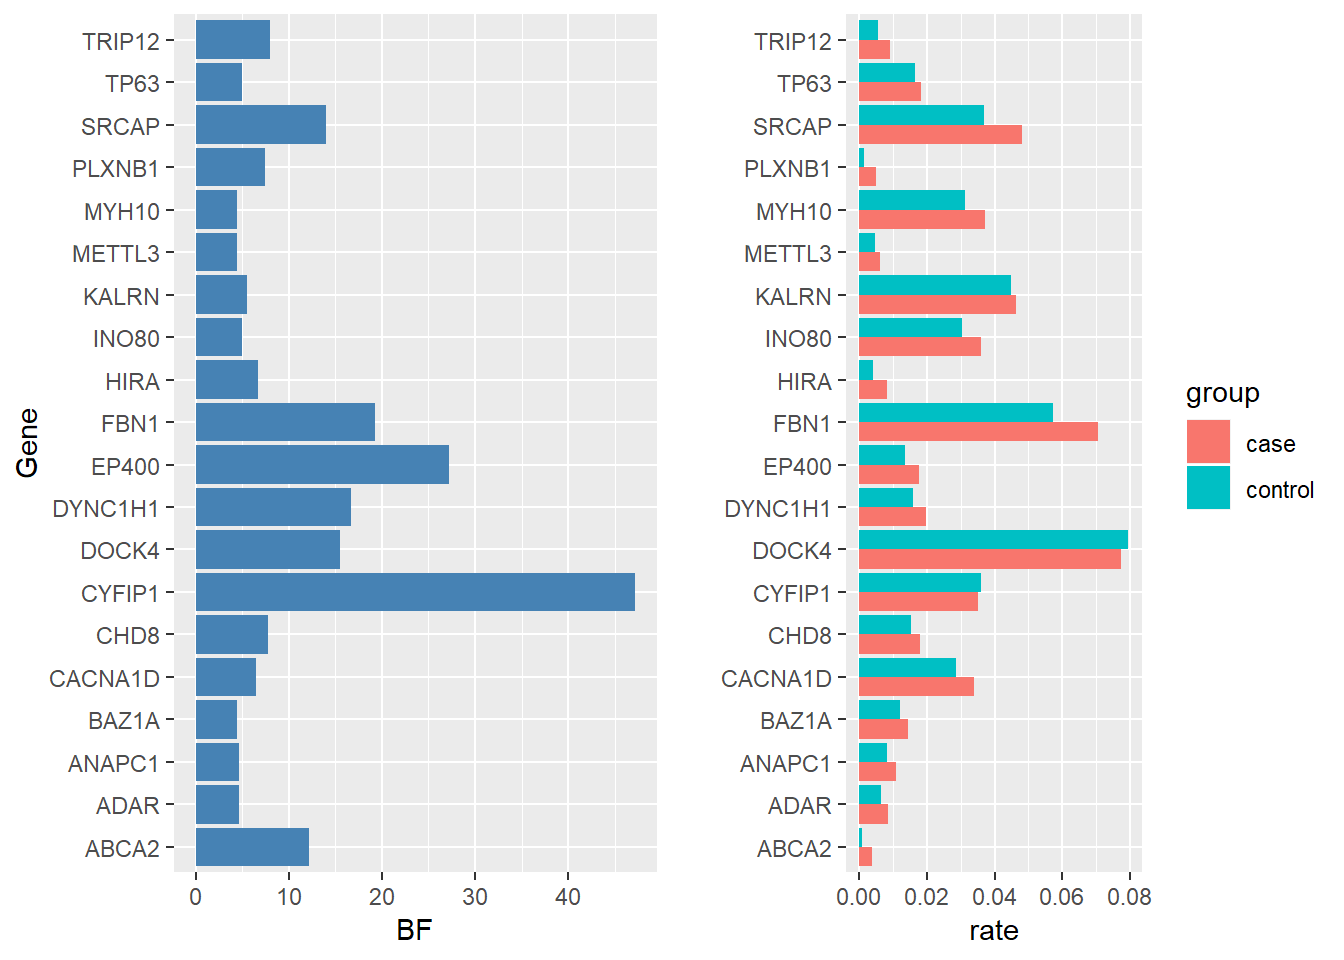 Gene
TRIP12
TP63
SRCAP
PLXNB1
MYH10
METTL3
KALRN
INO80
HIRA
FBN1
EP400
DYNC1H1
DOCK4
CYFIP1
CHD8
CACNA1D
BAZ1A
ANAPC1
ADAR
ABCA2
0 10 20 30 40
BF
TRIP12
TP63
SRCAP
PLXNB1
MYH10
METTL3
KALRN
INO80
HIRA
FBN1
EP400
DYNC1H1
DOCK4
CYFIP1
CHD8
CACNA1D
BAZ1A
ANAPC1
ADAR
ABCA2
0.00 0.02 0.04 0.06 0.08
rate
group
case
control